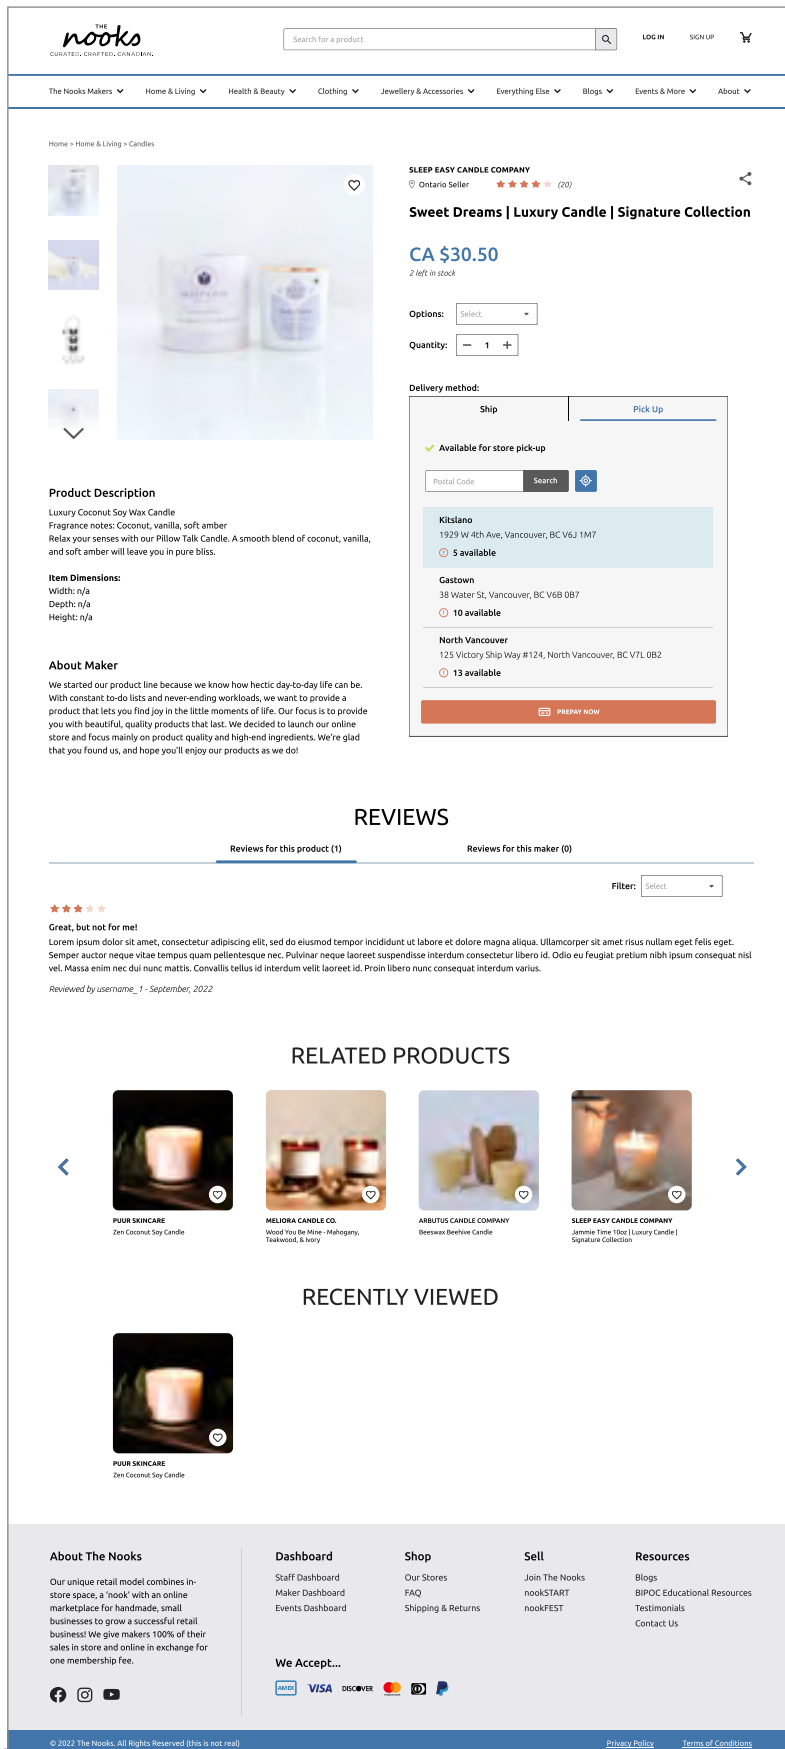 THE
nooks
CURATED. CRAFTED. CANADIAN.
Search for a product
LOG IN
SIGN UP
The Nooks Makers
Home & Living
Health & Beauty
Clothing
Jewellery & Accessories
Everything Else
Blogs
Events & More
About
Home > Home & Living > Candles
SLEEP EASY CANDLE COMPANY
Ontario Seller
(20)
Sweet Dreams | Luxury Candle | Signature Collection
CA $30.50
2 left in stock
Options:
Select
Quantity:
1
Delivery method:
Ship
Pick Up
Available for store pick-up
Postal Code
Search
Kitslano
1929 W 4th Ave, Vancouver, BC V6J 1M7
5 available
Gastown
38 Water St, Vancouver, BC V6B 0B7
10 available
North Vancouver
125 Victory Ship Way #124, North Vancouver, BC V7L 0B2
13 available
PREPAY NOW
Product Description
Luxury Coconut Soy Wax Candle
Fragrance notes: Coconut, vanilla, soft amber
Relax your senses with our Pillow Talk Candle. A smooth blend of coconut, vanilla,
and soft amber will leave you in pure bliss.
Item Dimensions:
Width: n/a
Depth: n/a
Height: n/a
About Maker
We started our product line because we know how hectic day-to-day life can be.
With constant to-do lists and never-ending workloads, we want to provide a
product that lets you find joy in the little moments of life. Our focus is to provide
you with beautiful, quality products that last. We decided to launch our online
store and focus mainly on product quality and high-end ingredients. We're glad
that you found us, and hope you'll enjoy our products as we do!
REVIEWS
Reviews for this product (1)
Reviews for this maker (0)
Filter:
Select
Great, but not for me!
Lorem ipsum dolor sit amet, consectetur adipiscing elit, sed do eiusmod tempor incididunt ut labore et dolore magna aliqua. Ullamcorper sit amet risus nullam eget felis eget.
Semper auctor neque vitae tempus quam pellentesque nec. Pulvinar neque laoreet suspendisse interdum consectetur libero id. Odio eu feugiat pretium nibh ipsum consequat nisl
vel. Massa enim nec dui nunc mattis. Convallis tellus id interdum velit laoreet id. Proin libero nunc consequat interdum varius.
Reviewed by username_1 - September, 2022
RELATED PRODUCTS
PUUR SKINCARE
Zen Coconut Soy Candle
MELIORA CANDLE CO.
Wood You Be Mine - Mahogany,
Teakwood, & Ivory
ARBUTUS CANDLE COMPANY
Beeswax Beehive Candle
SLEEP EASY CANDLE COMPANY
Jammie Time 10oz | Luxury Candle |
Signature Collection
RECENTLY VIEWED
PUUR SKINCARE
Zen Coconut Soy Candle
About The Nooks
Our unique retail model combines in-
store space, a 'nook' with an online
marketplace for handmade, small
businesses to grow a successful retail
business! We give makers 100% of their
sales in store and online in exchange for
one membership fee.
Dashboard
Staff Dashboard
Maker Dashboard
Events Dashboard
Shop
Our Stores
FAQ
Shipping & Returns
Sell
Join The Nooks
nookSTART
nookFEST
Resources
Blogs
BIPOC Educational Resources
Testimonials
Contact Us
We Accept...
AMEX
VISA
DISCOVER
© 2022 The Nooks. All Rights Reserved (this is not real)
Privacy Policy
Terms of Conditions